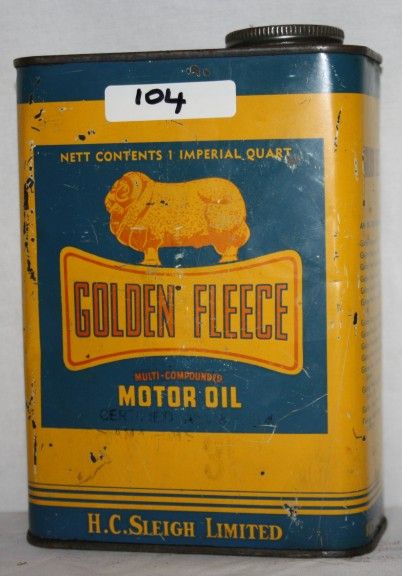 104
NETT CONTENTS 1 IMPERIAL QUART
GOLDEN FLEECE
MULTI-COMPOUNDED
MOTOR OIL
H.C. SLEIGH LIMITED